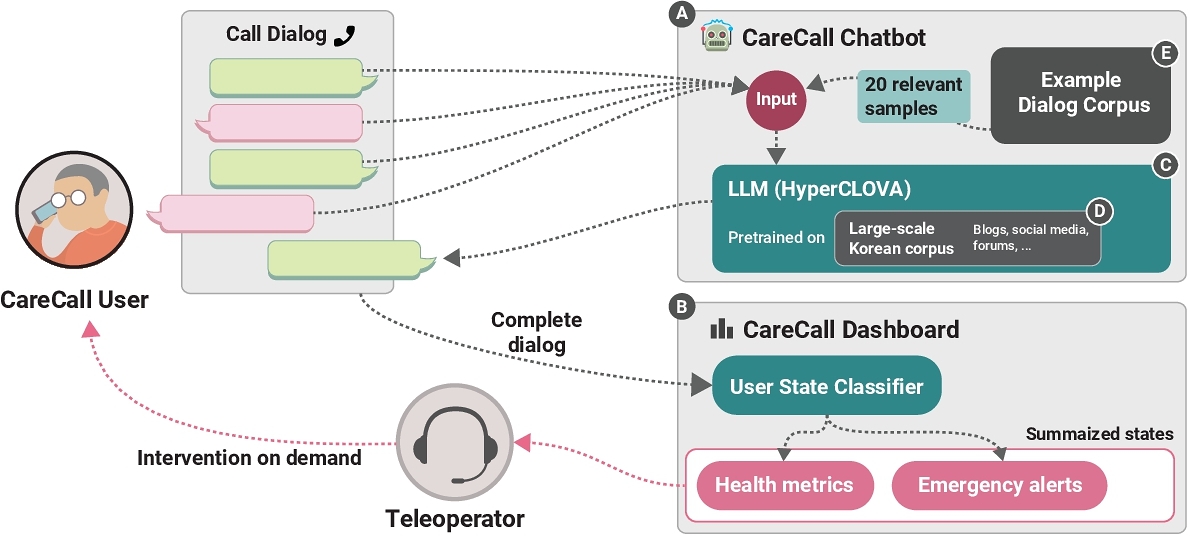 Call Dialog
A
CareCall Chatbot
Input
20 relevant
samples
E
Example
Dialog Corpus
C
LLM (HyperCLOVA)
D
Pretrained on
Large-scale
Korean corpus
Blogs, social media,
forums, ...
CareCall User
Complete
dialog
B
CareCall Dashboard
User State Classifier
Summaized states
Health metrics
Emergency alerts
Intervention on demand
Teleoperator